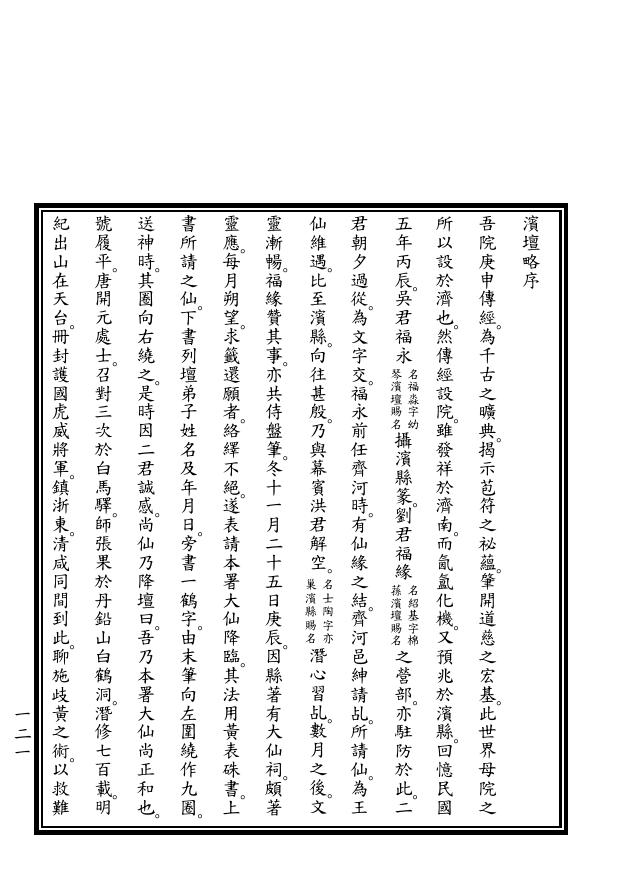 濱壇略序
吾院庚申傳經。為千古之曠典。揭示苞符之祕蘊。肇開道慈之宏基。此世界母院之
所以設於濟也。然傳經設院。雖發祥於濟南。而氤氳化機。又預兆於濱縣。回憶民國
五年丙辰。吳君福永名福淼字幼琴濱壇賜名攝濱縣篆。劉君福緣名紹基字棉孫濱壇賜名之營部。亦駐防於此。二
君朝夕過從。為文字交。福永前任齊河時。有仙緣之結。齊河邑紳請乩。所請仙。為王
仙維遇。比至濱縣。向往甚殷。乃與幕賓洪君解空。名士陶字亦巢濱縣賜名潛心習乩。數月之後。文
靈漸暢。福緣贊其事。亦共侍盤筆。冬十一月二十五日庚辰。因縣著有大仙祠。頗著
靈應。每月朔望。求籤還願者。絡繹不絕。遂表請本署大仙降臨。其法用黃表硃書。上
書所請之仙。下書列壇弟子姓名及年月日。旁書一鶴字。由末筆向左圍繞作九圈。
送神時。其圈向右繞之。是時因二君誠感。尚仙乃降壇曰。吾乃本署大仙尚正和也。
號履平。唐開元處士。召對三次於白馬驛。師張果於丹鉛山白鶴洞。潛修七百載。明
紀出山在天台。冊封護國虎威將軍。鎮浙東。清咸同間到此。聊施歧黃之術。以救難
一二一